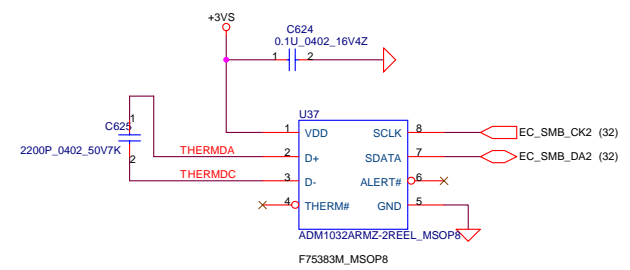 +3VS
C624
0.1U_0402_16V4Z
1 2
U37
1
C625
2200P_0402_50V7K
2
THERMDA
THERMDC
1 VDD SCLK 8 EC_SMB_CK2 (32)
2 D+ SDATA 7 EC_SMB_DA2 (32)
3 D- ALERT# 6
4 THERM# GND 5
ADM1032ARMZ-2REEL_MSOP8
F75383M_MSOP8